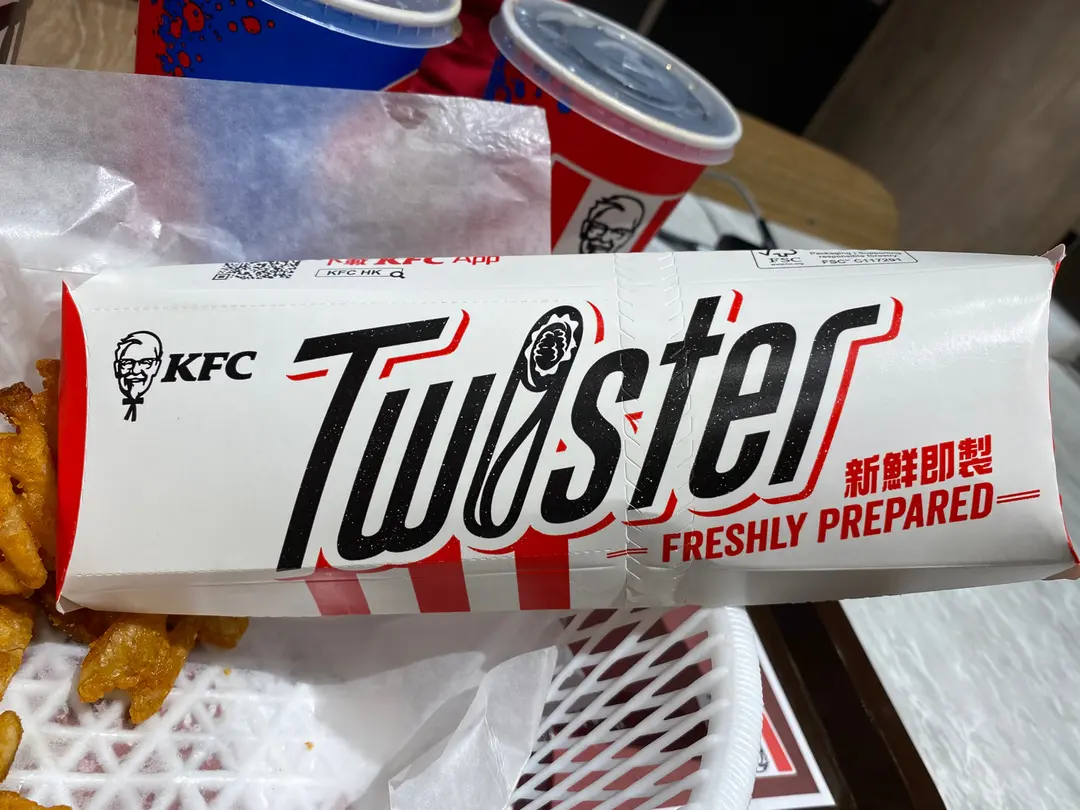 下載 KFC App
KFC HK
FSC
Packaging | Supporting
responsible forestry
FSC® C117291
KFC
Twister
新鮮即製
FRESHLY PREPARED